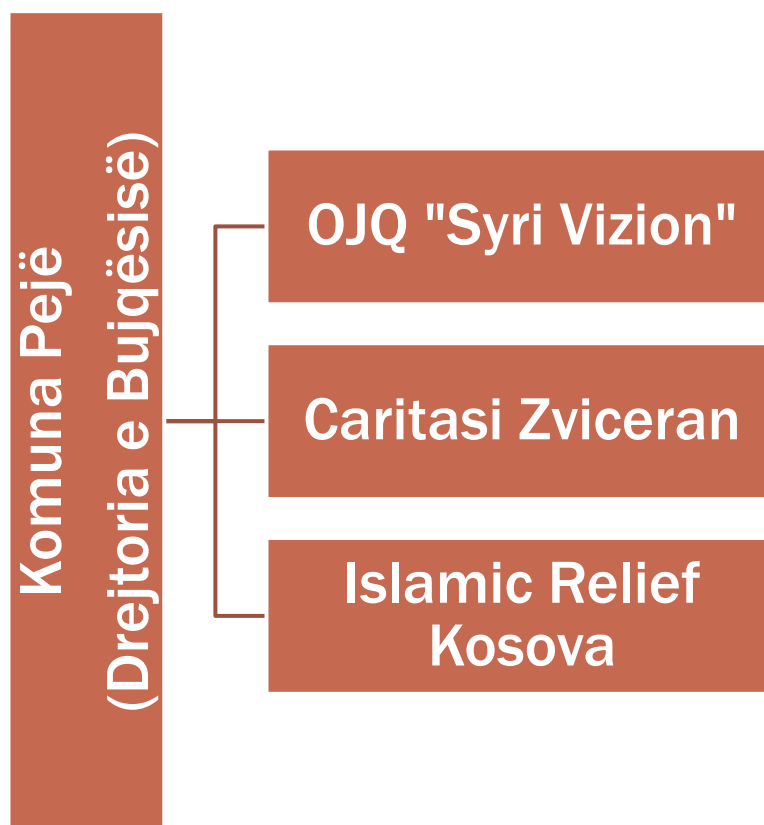 Komuna Pejë
(Drejtoria e Bujqësisë)
OJQ "Syri Vizion"
Caritasi Zviceran
Islamic Relief
Kosova